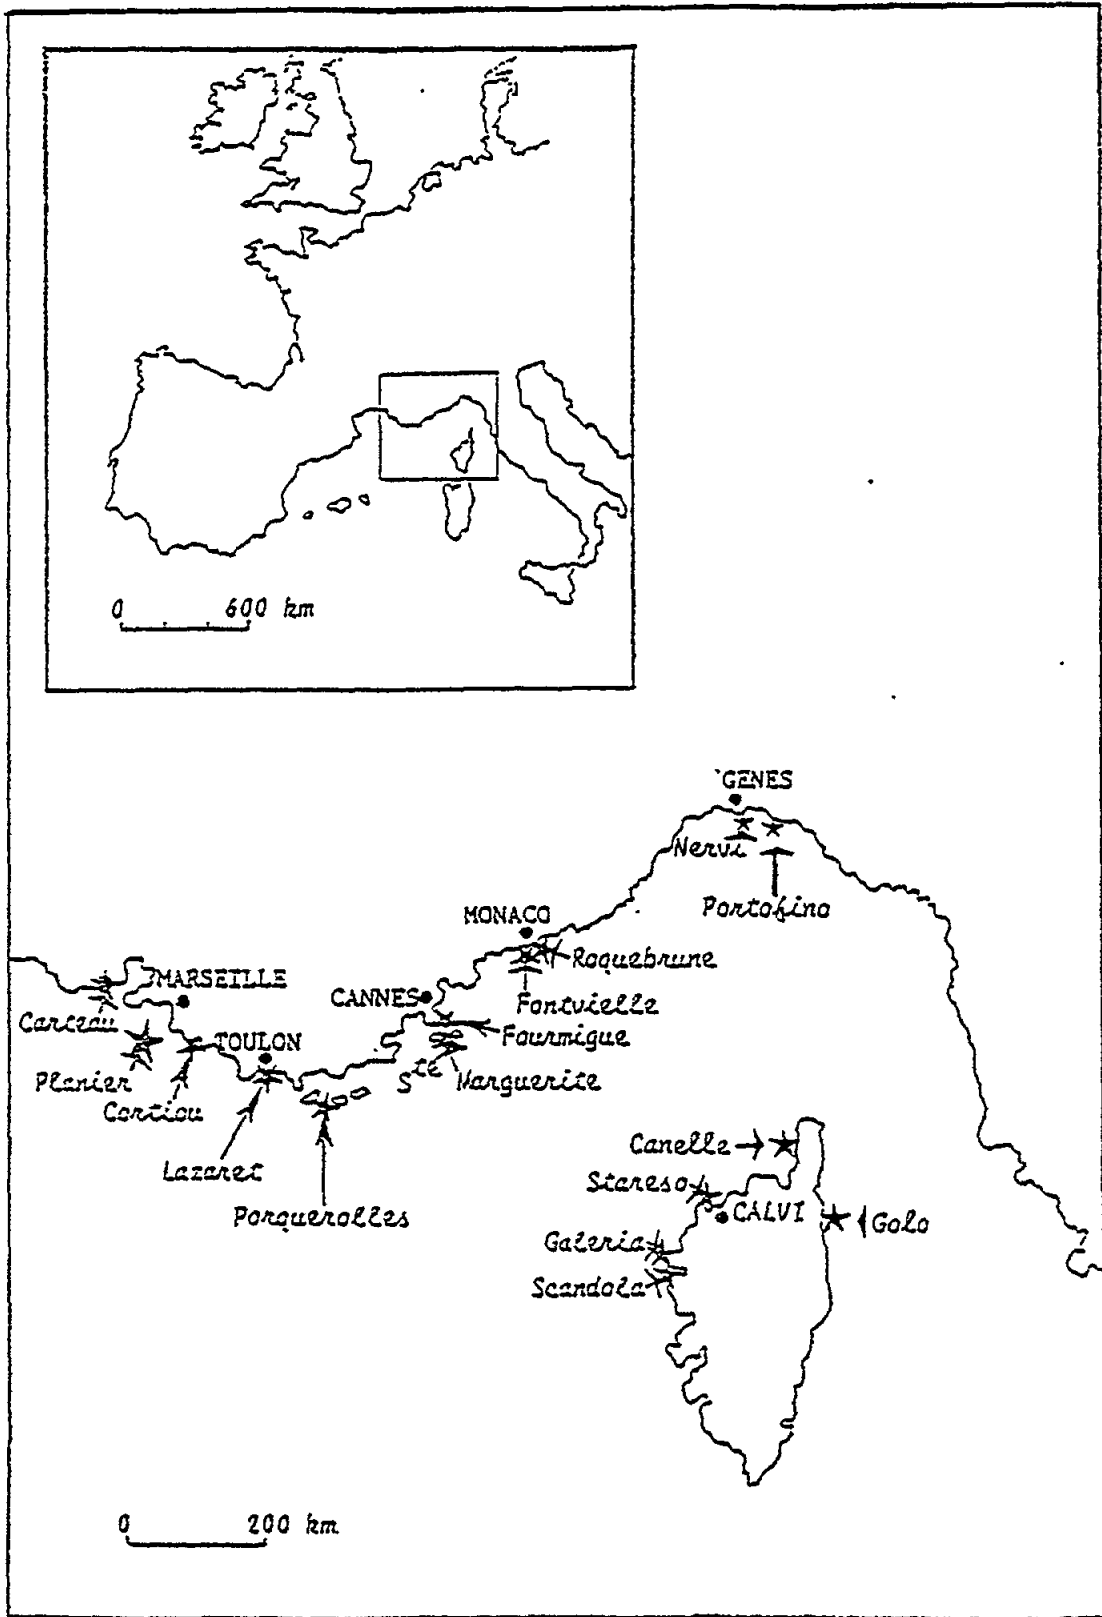 0 600 km
GENES
Nervi
Portofino
MONACO
Roquebrune
Fontvielle
CANNES
Fourmigue
Ste Marguerite
MARSEILLE
Carteau
TOULON
Planier
Cortiou
Lazaret
Porquerolles
Canelle
Stareso
CALVI
Golo
Galeria
Scandola
0 200 km